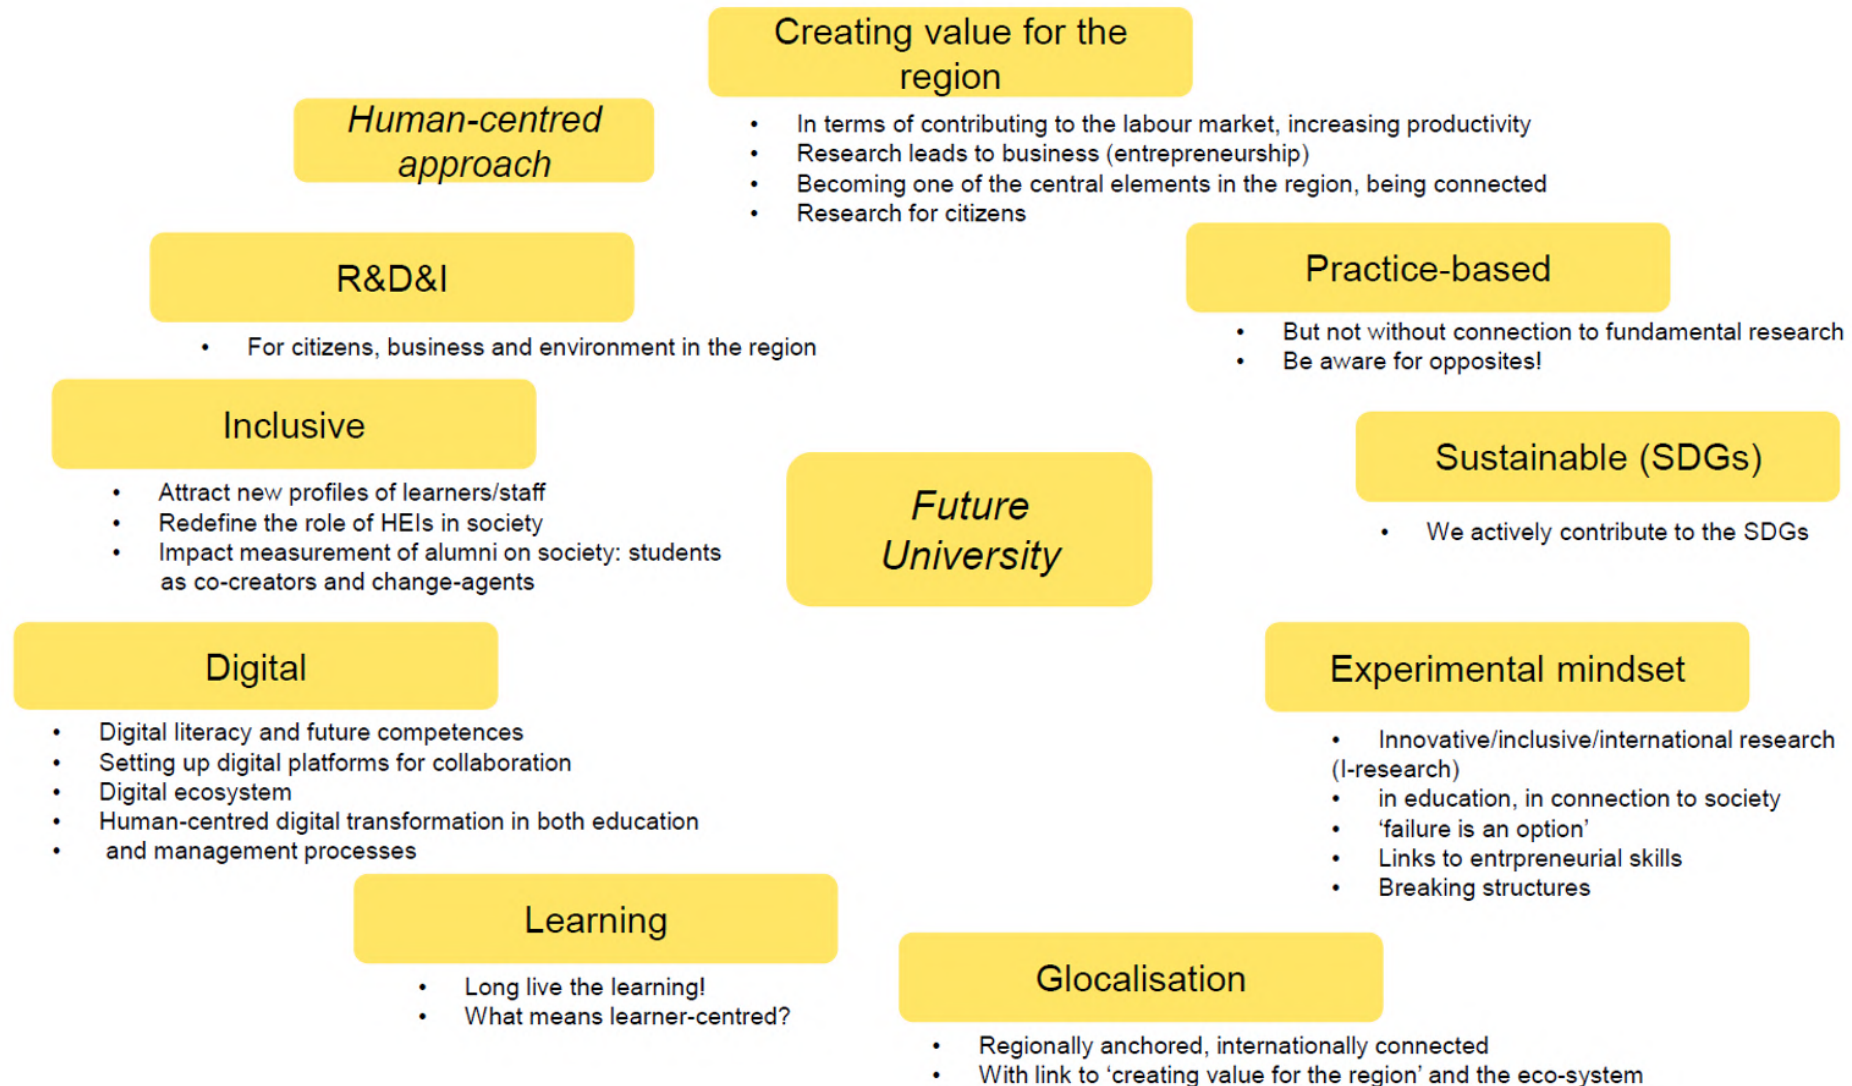 Creating value for the
region
• In terms of contributing to the labour market, increasing productivity
• Research leads to business (entrepreneurship)
• Becoming one of the central elements in the region, being connected
• Research for citizens
Human-centred
approach
R&D&I
• For citizens, business and environment in the region
Practice-based
• But not without connection to fundamental research
• Be aware for opposites!
Inclusive
• Attract new profiles of learners/staff
• Redefine the role of HEIs in society
• Impact measurement of alumni on society: students
as co-creators and change-agents
Future
University
Sustainable (SDGs)
• We actively contribute to the SDGs
Digital
• Digital literacy and future competences
• Setting up digital platforms for collaboration
• Digital ecosystem
• Human-centred digital transformation in both education
• and management processes
Experimental mindset
• Innovative/inclusive/international research
(I-research)
• in education, in connection to society
• ‘failure is an option’
• Links to entrpreneurial skills
• Breaking structures
Learning
• Long live the learning!
• What means learner-centred?
Glocalisation
• Regionally anchored, internationally connected
• With link to ‘creating value for the region’ and the eco-system